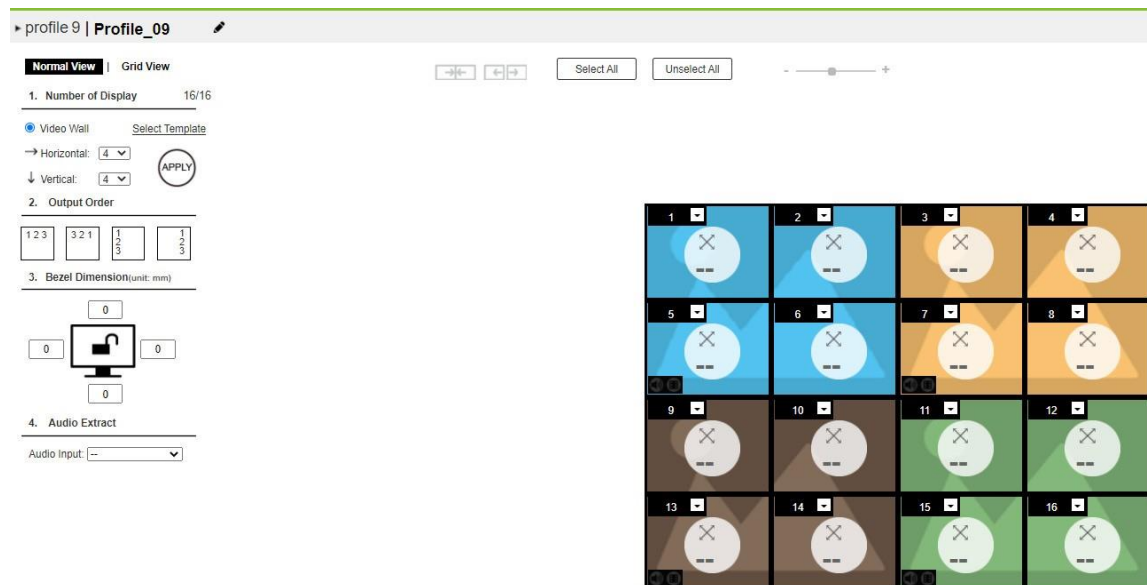 profile 9 | Profile_09
Normal View | Grid View
Select All
Unselect All
- +
1. Number of Display 16/16
Video Wall Select Template
Horizontal: 4
APPLY
Vertical: 4
2. Output Order
1 2 3
3 2 1
1
2
3
1
2
3
3. Bezel Dimension(unit: mm)
0
0
0
0
4. Audio Extract
Audio Input: --
1 2 3 4
-- -- -- --
5 6 7 8
-- -- -- --
9 10 11 12
-- -- -- --
13 14 15 16
-- -- -- --